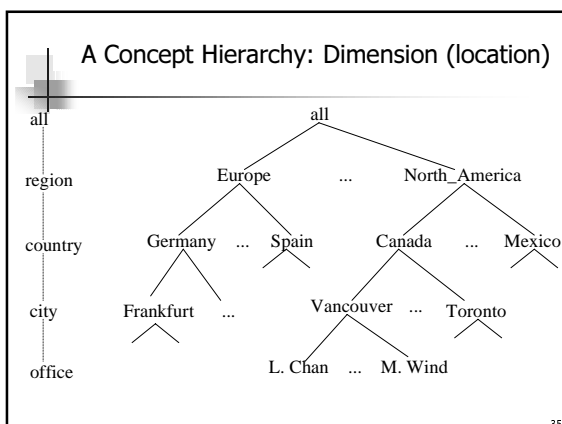 A Concept Hierarchy: Dimension (location)
all all
region Europe ... North_America
country Germany ... Spain Canada ... Mexico
city Frankfurt ... Vancouver ... Toronto
office L. Chan ... M. Wind
35